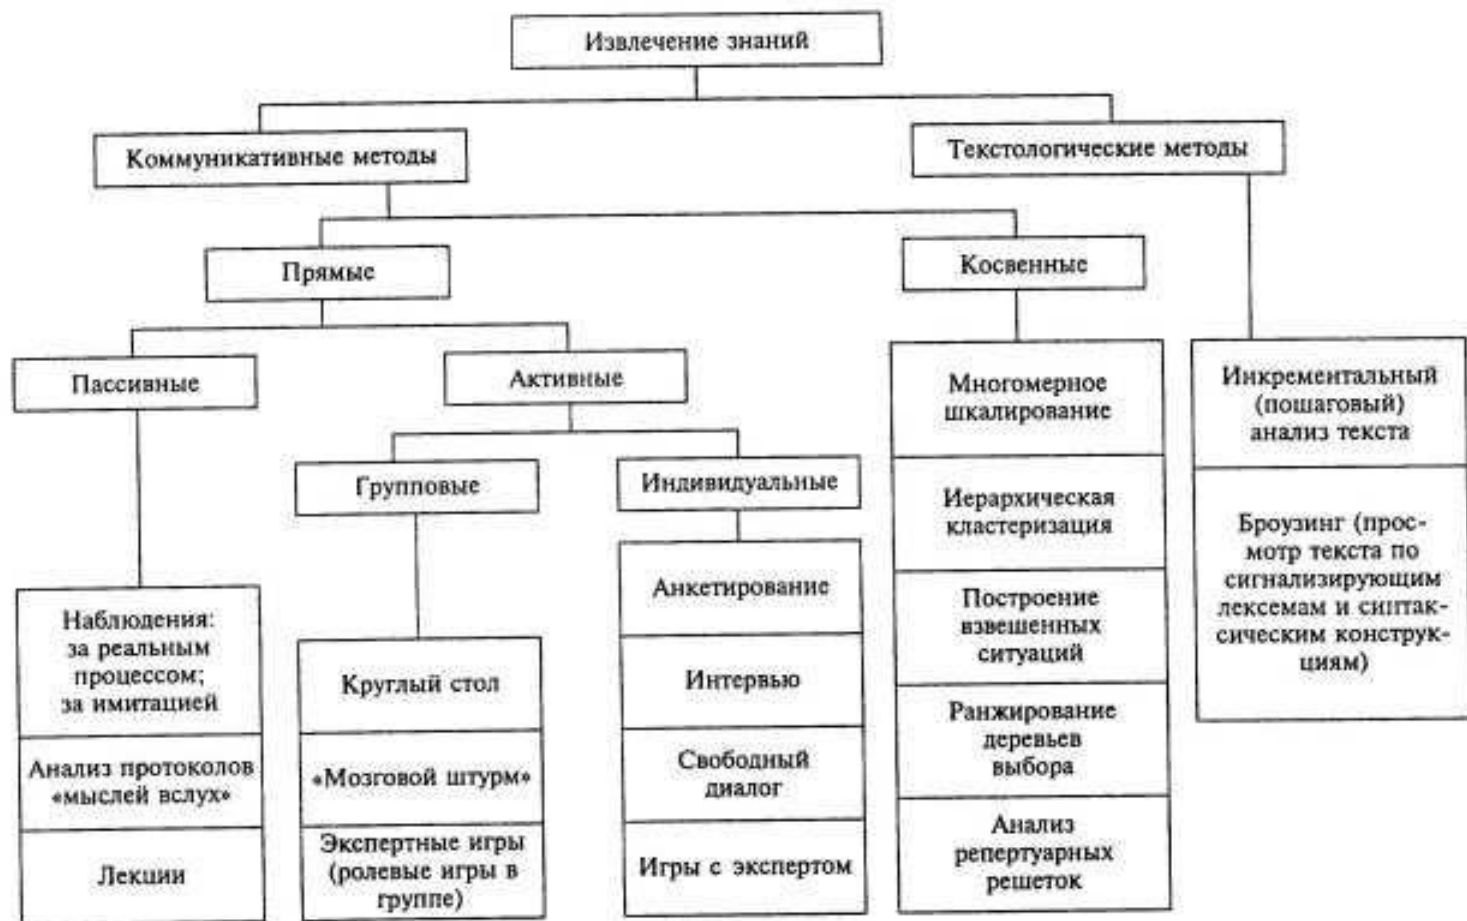 Извлечение знаний
Коммуникативные методы
Текстологические методы
Прямые
Косвенные
Пассивные
Активные
Групповые
Индивидуальные
Наблюдения:
за реальным
процессом;
за имитацией
Анализ протоколов
«мыслей вслух»
Лекции
Круглый стол
«Мозговой штурм»
Экспертные игры
(ролевые игры в
группе)
Анкетирование
Интервью
Свободный
диалог
Игры с экспертом
Многомерное
шкалирование
Иерархическая
кластеризация
Построение
взвешенных
ситуаций
Ранжирование
деревьев
выбора
Анализ
репертуарных
решеток
Инкрементальный
(пошаговый)
анализ текста
Броузинг (прос-
мотр текста по
сигнализирующим
лексемам и синтак-
сическим конструк-
циям)